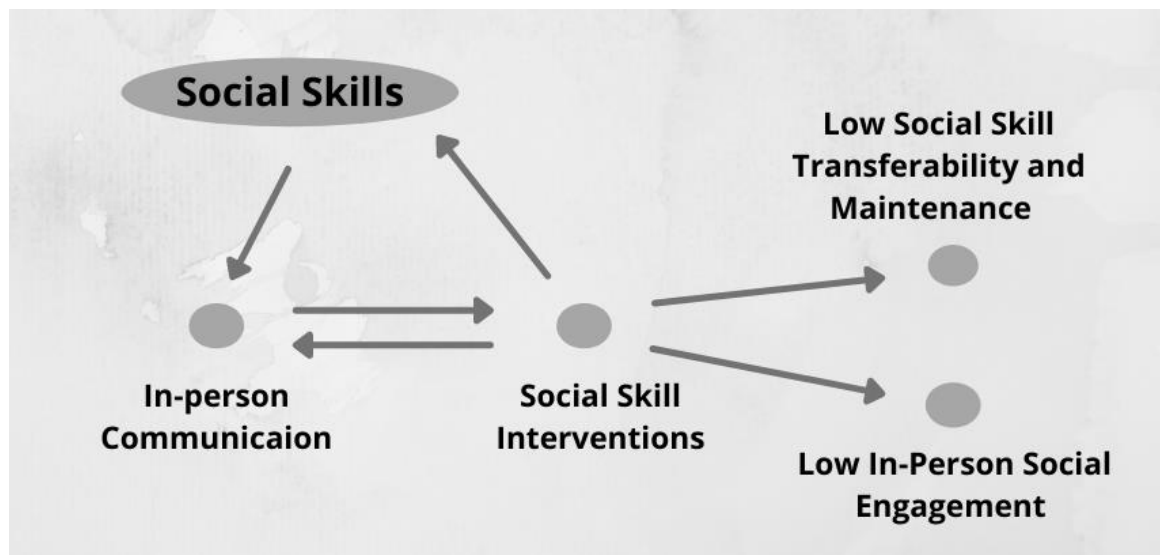 Social Skills
Low Social Skill
Transferability and
Maintenance
In-person
Communicaion
Social Skill
Interventions
Low In-Person Social
Engagement